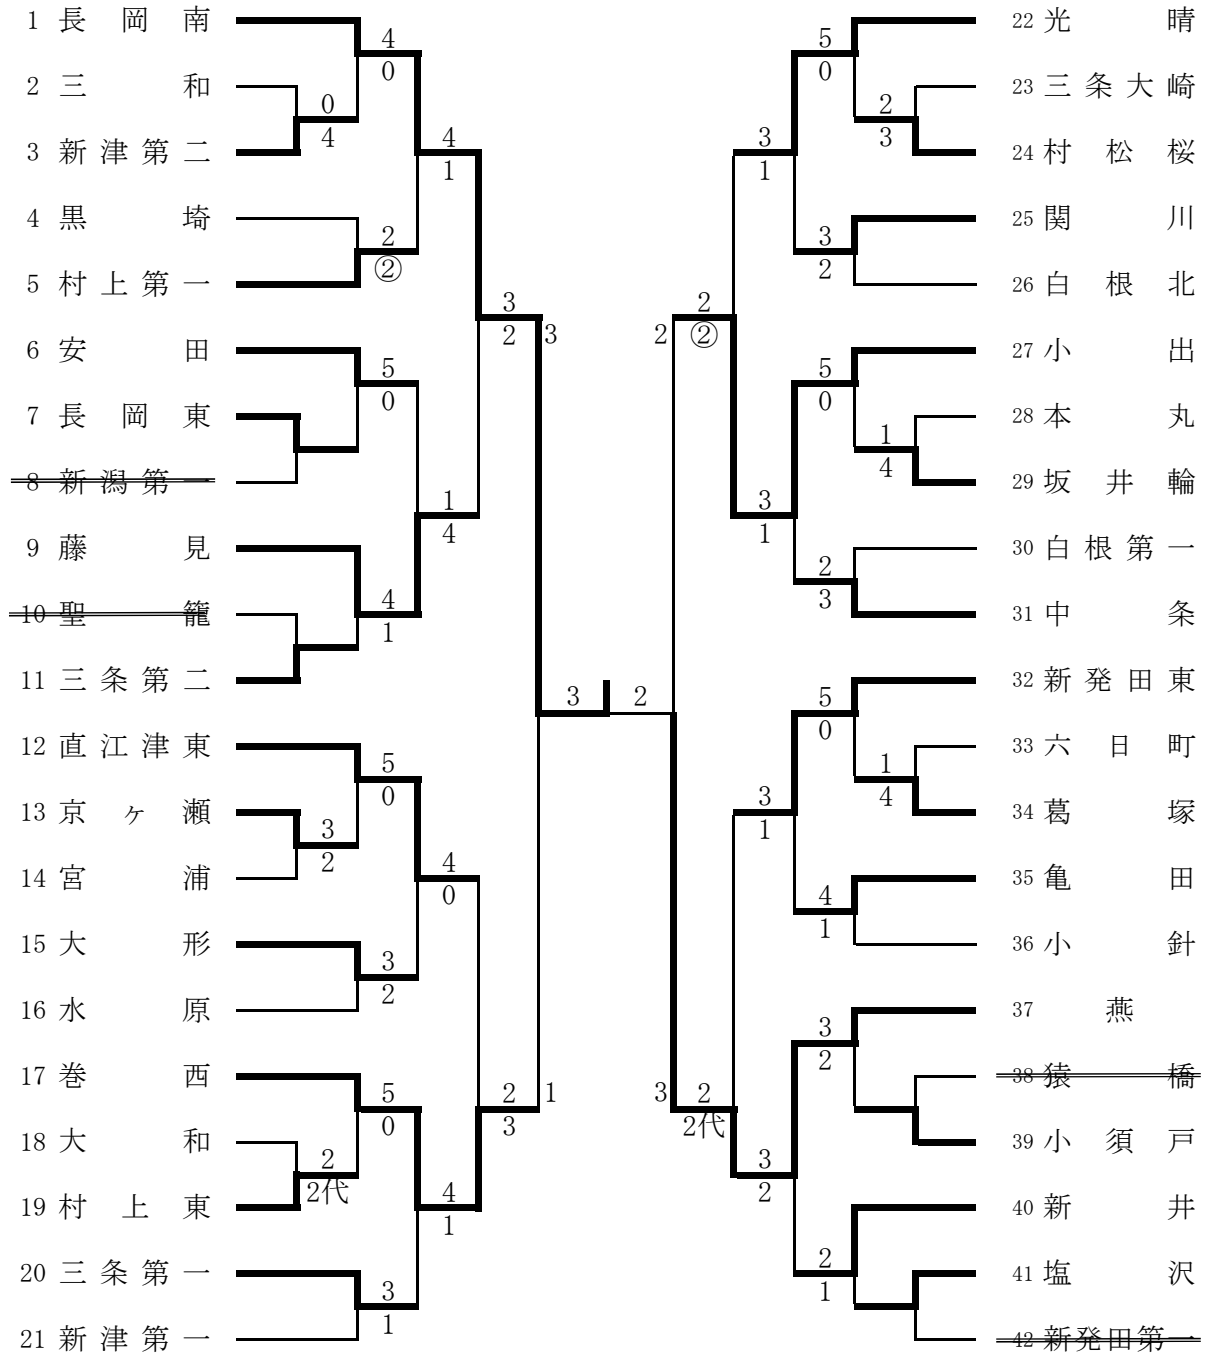 1 長岡南
2 三和
3 新津第二
4 黒埼
5 村上第一
6 安田
7 長岡東
8 新潟第一
9 藤見
10 聖籠
11 三条第二
12 直江津東
13 京ヶ瀬
14 宮浦
15 大形
16 水原
17 巻西
18 大和
19 村上東
20 三条第一
21 新津第一
4
0
0
4
2
②
5
0
4
1
5
0
3
2
3
2
5
0
2
2代
3
1
4
1
1
4
4
0
4
1
3
2
2
3
3
1
3
2
2
3
2
②
2
2代
3
1
3
1
3
1
3
2
5
0
2
3
3
2
5
0
1
4
2
3
5
0
1
4
4
1
3
2
2
1
22 光晴
23 三条大崎
24 村松桜
25 関川
26 白根北
27 小出
28 本丸
29 坂井輪
30 白根第一
31 中条
32 新発田東
33 六日町
34 葛塚
35 亀田
36 小針
37 燕
38 猿橋
39 小須戸
40 新井
41 塩沢
42 新発田第一